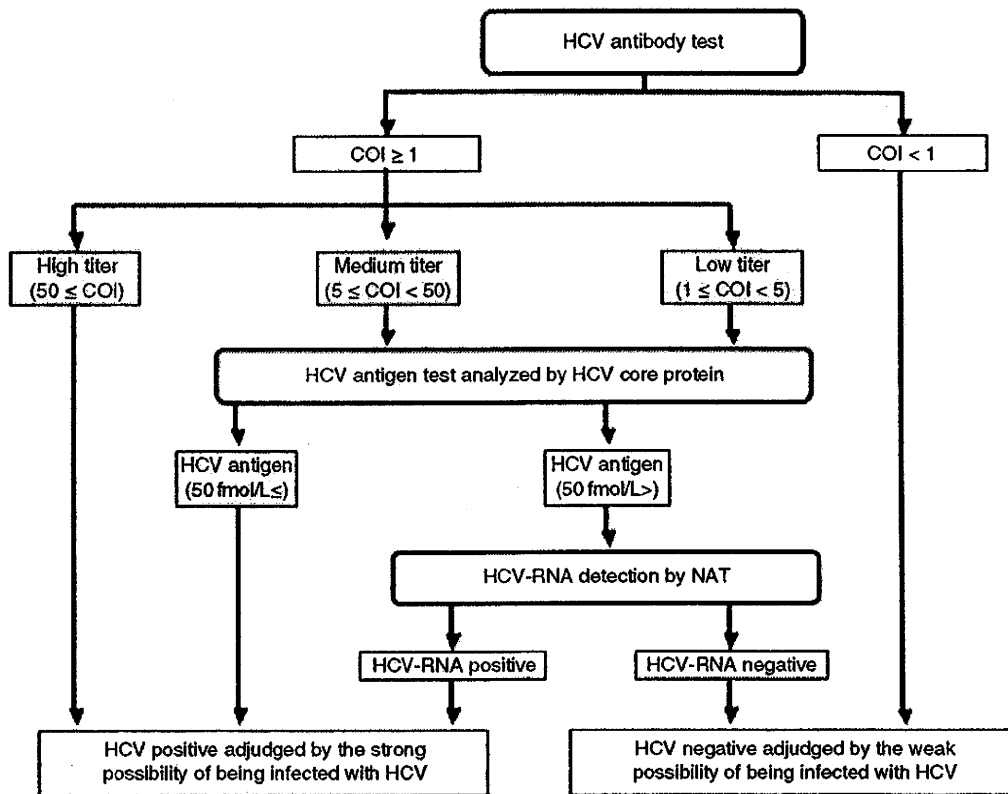 HCV antibody test
COI ≥ 1
COI < 1
High titer
(50 ≤ COI)
Medium titer
(5 ≤ COI < 50)
Low titer
(1 ≤ COI < 5)
HCV antigen test analyzed by HCV core protein
HCV antigen
(50 fmol/L≤)
HCV antigen
(50 fmol/L>)
HCV-RNA detection by NAT
HCV-RNA positive
HCV-RNA negative
HCV positive adjudged by the strong
possibility of being infected with HCV
HCV negative adjudged by the weak
possibility of being infected with HCV